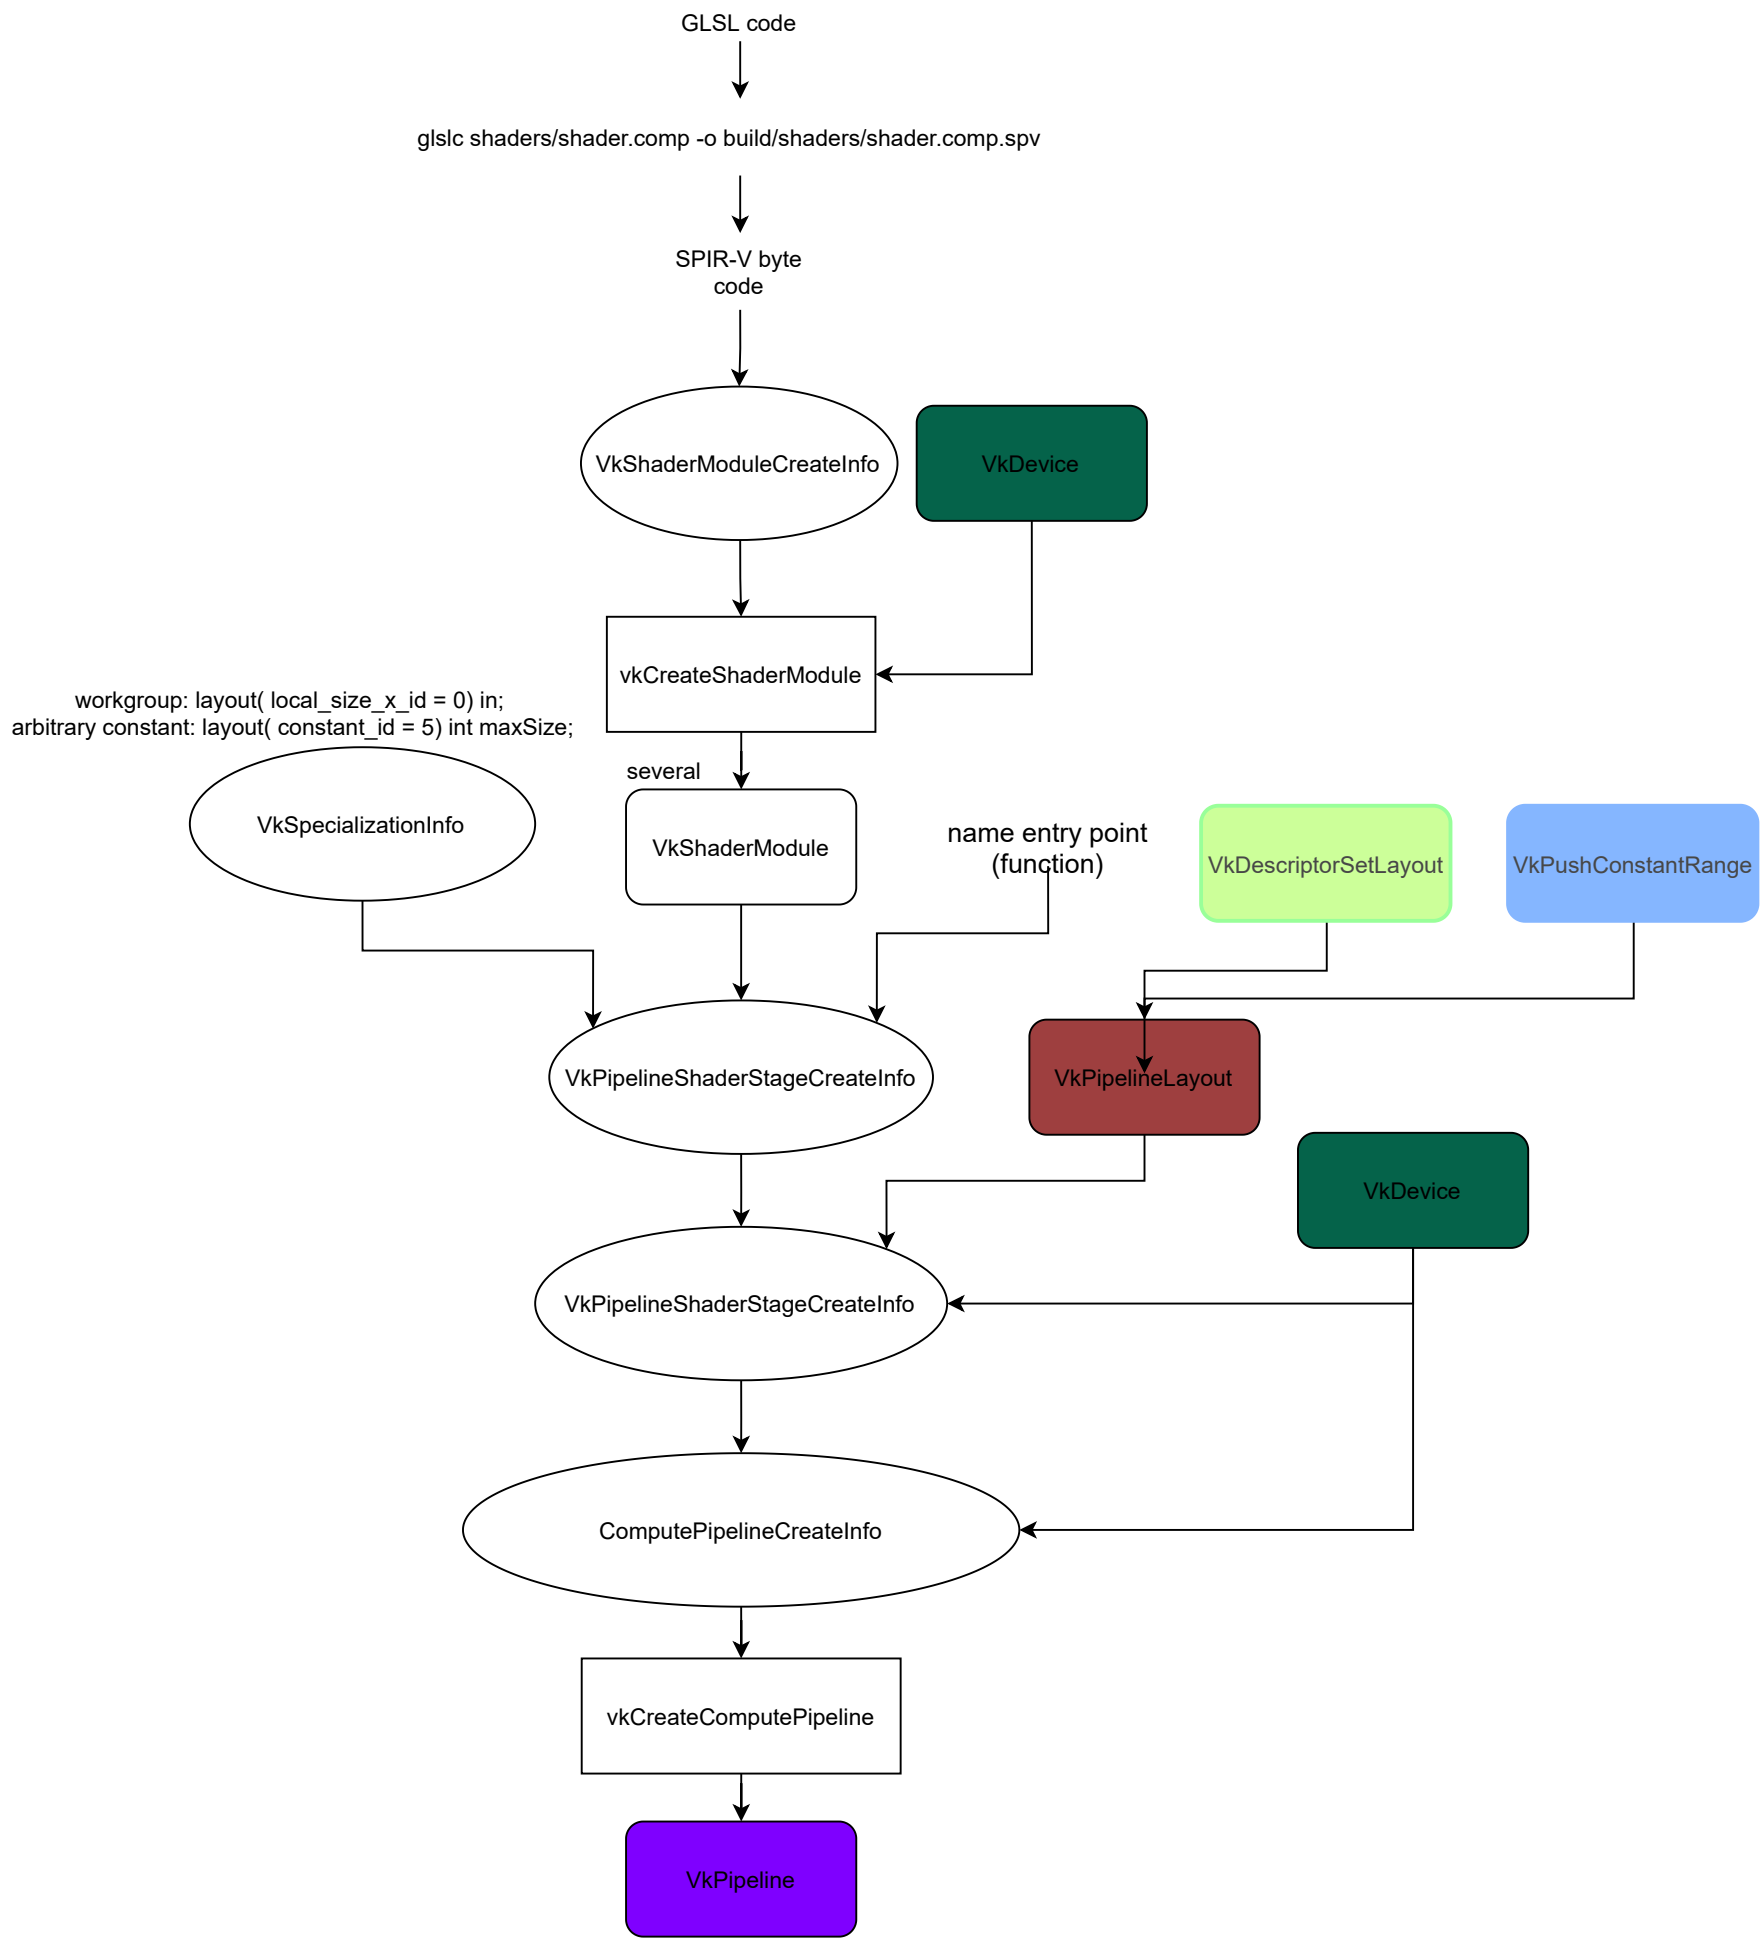 GLSL code
glslc shaders/shader.comp -o build/shaders/shader.comp.spv
SPIR-V byte
code
VkShaderModuleCreateInfo
VkDevice
vkCreateShaderModule
workgroup: layout( local_size_x_id = 0) in;
arbitrary constant: layout( constant_id = 5) int maxSize;
several
VkSpecializationInfo
VkShaderModule
name entry point
(function)
VkDescriptorSetLayout
VkPushConstantRange
VkPipelineShaderStageCreateInfo
VkPipelineLayout
VkDevice
VkPipelineShaderStageCreateInfo
ComputePipelineCreateInfo
vkCreateComputePipeline
VkPipeline